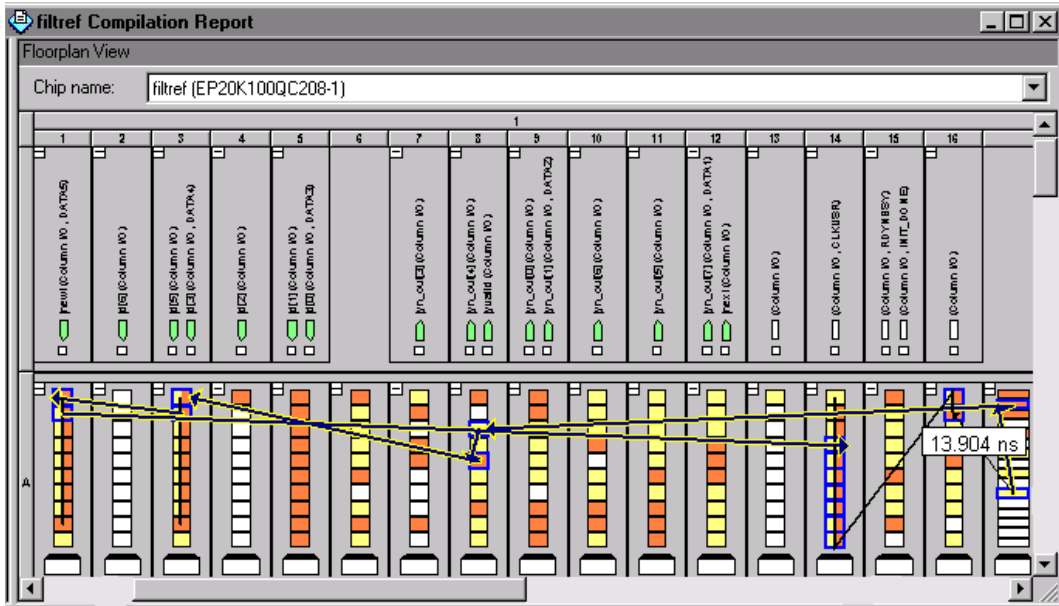 filtref Compilation Report
Floorplan View
Chip name: filtref (EP20K100QC208-1)
1
1 2 3 4 5 6 7 8 9 10 11 12 13 14 15 16
newt (Column I/O, DATA5)
d[6] (Column I/O)
d[5] (Column I/O)
d[3] (Column I/O, DATA4)
d[2] (Column I/O)
d[1] (Column I/O)
d[0] (Column I/O, DATA3)
yn_out[3] (Column I/O)
yn_out[4] (Column I/O)
yvalid (Column I/O)
yn_out[0] (Column I/O)
yn_out[1] (Column I/O, DATA2)
yn_out[6] (Column I/O)
yn_out[5] (Column I/O)
yn_out[7] (Column I/O, DATA1)
next (Column I/O)
(Column I/O)
(Column I/O, CLKUSR)
(Column I/O, RDYNBSY)
(Column I/O, INIT_DONE)
(Column I/O)
A
13.904 ns